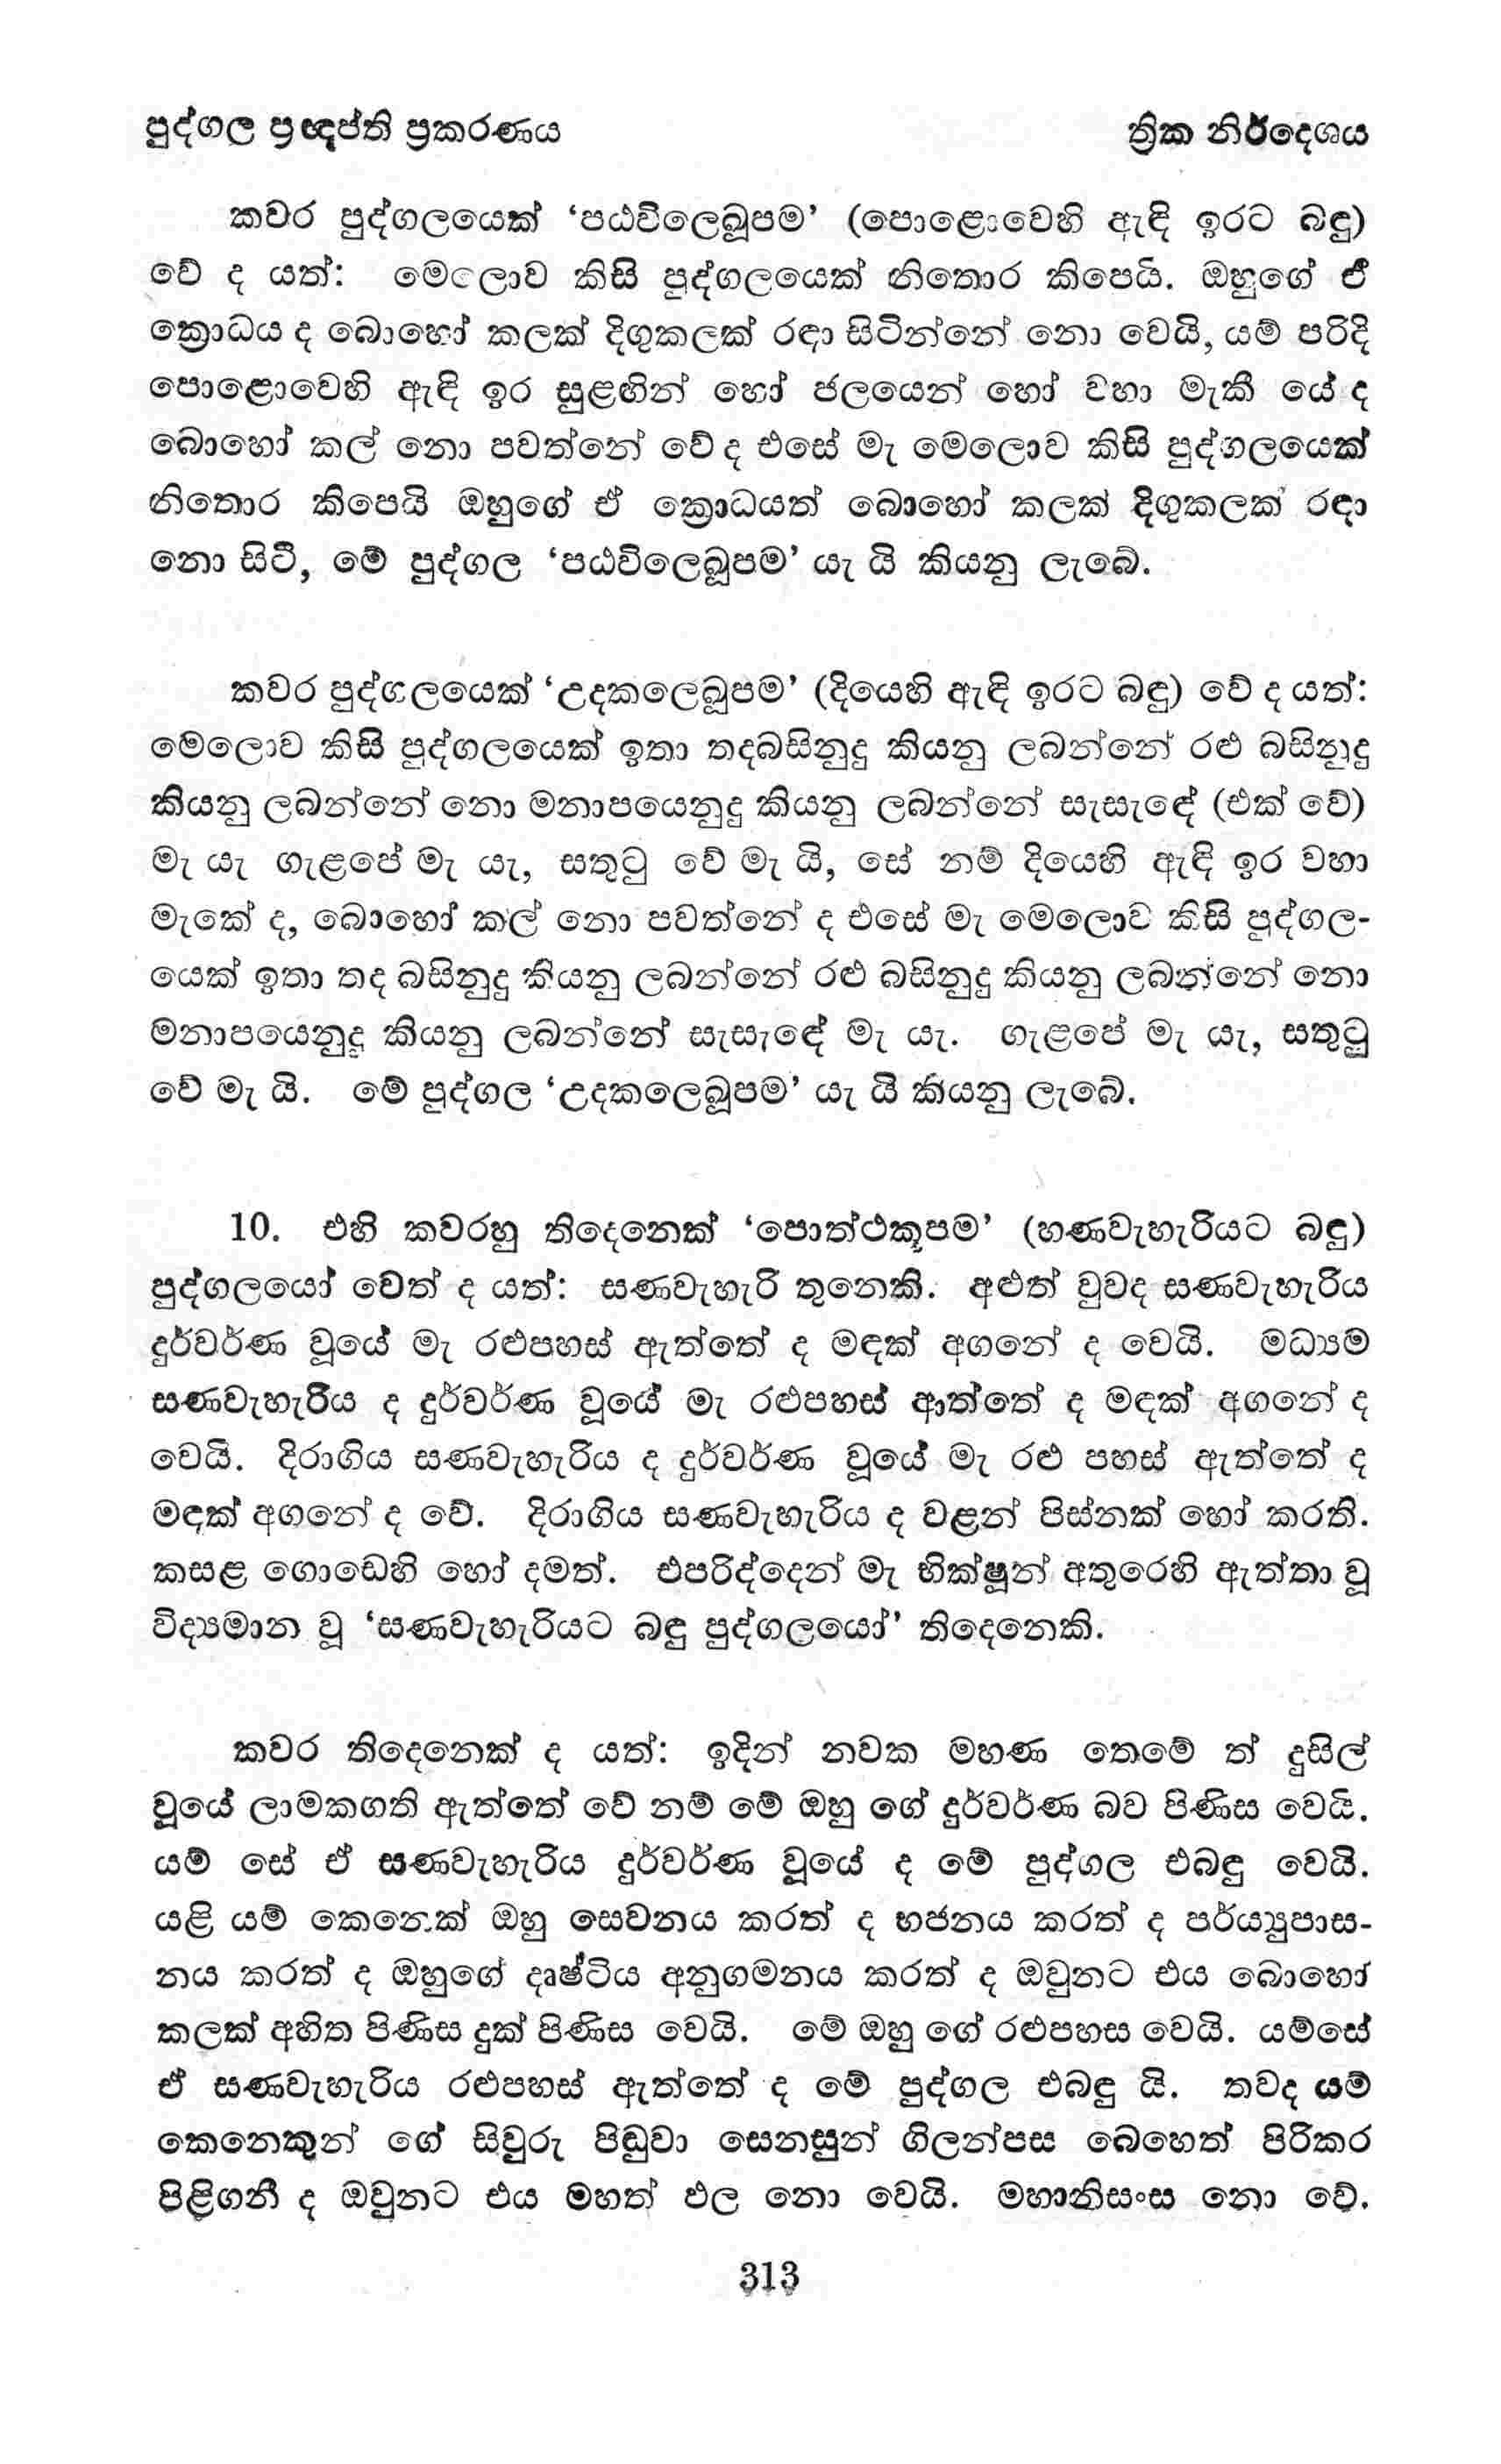 පුද්ගල ප්‍රඥප්ති ප්‍රකරණය
ත්‍රික නිර්දෙශය
කවර පුද්ගලයෙක් ‘පඨවිලෙඛූපම’ (පොළොවෙහි ඇඳි ඉරට බඳු)
වේ ද යත්: මෙලොව කිසි පුද්ගලයෙක් නිතොර කිපෙයි. ඔහුගේ ඒ
ක්‍රොධය ද බොහෝ කලක් දිගුකලක් රඳා සිටින්නේ නො වෙයි, යම් පරිදි
පොළොවෙහි ඇඳි ඉර සුළඟින් හෝ ජලයෙන් හෝ වහා මැකී යේ ද
බොහෝ කල් නො පවත්නේ වේ ද එසේ මැ මෙලොව කිසි පුද්ගලයෙක්
නිතොර කිපෙයි ඔහුගේ ඒ ක්‍රොධයත් බොහෝ කලක් දිගුකලක් රඳා
නො සිටී, මේ පුද්ගල ‘පඨවිලෙඛූපම’ යැ යි කියනු ලැබේ.
කවර පුද්ගලයෙක් ‘උදකලෙඛූපම’ (දියෙහි ඇඳි ඉරට බඳු) වේ ද යත්:
මෙලොව කිසි පුද්ගලයෙක් ඉතා තදබසිනුදු කියනු ලබන්නේ රළු බසිනුදු
කියනු ලබන්නේ නො මනාපයෙනුදු කියනු ලබන්නේ සැසැඳේ (එක් වේ)
මැ යැ ගැළපේ මැ යැ, සතුටු වේ මැ යි, සේ නම් දියෙහි ඇඳි ඉර වහා
මැකේ ද, බොහෝ කල් නො පවත්නේ ද එසේ මැ මෙලොව කිසි පුද්ගල-
යෙක් ඉතා තද බසිනුදු කියනු ලබන්නේ රළු බසිනුදු කියනු ලබන්නේ නො
මනාපයෙනුදු කියනු ලබන්නේ සැසැඳේ මැ යැ. ගැළපේ මැ යැ, සතුටු
වේ මැ යි. මේ පුද්ගල ‘උදකලෙඛූපම’ යැ යි කියනු ලැබේ.
10. එහි කවරහු තිදෙනෙක් ‘පොත්ථකූපම’ (හණවැහැරියට බඳු)
පුද්ගලයෝ වෙත් ද යත්: සණවැහැරි තුනෙකි. අළුත් වුවද සණවැහැරිය
දුර්වර්ණ වූයේ මැ රළුපහස් ඇත්තේ ද මඳක් අගනේ ද වෙයි. මධ්‍යම
සණවැහැරිය ද දුර්වර්ණ වූයේ මැ රළුපහස් ආත්තේ ද මඳක් අගනේ ද
වෙයි. දිරාගිය සණවැහැරිය ද දුර්වර්ණ වූයේ මැ රළු පහස් ඇත්තේ ද
මඳක් අගනේ ද වේ. දිරාගිය සණවැහැරිය ද වළන් පිස්නක් හෝ කරති.
කසළ ගොඩෙහි හෝ දමත්. එපරිද්දෙන් මැ භික්ෂූන් අතුරෙහි ඇත්තා වූ
විද්‍යමාන වූ ‘සණවැහැරියට බඳු පුද්ගලයෝ’ තිදෙනෙකි.
කවර තිදෙනෙක් ද යත්: ඉදින් නවක මහණ තෙමේ ත් දුසිල්
වූයේ ලාමකගති ඇත්තේ වේ නම් මේ ඔහු ගේ දුර්වර්ණ බව පිණිස වෙයි.
යම් සේ ඒ සණවැහැරිය දුර්වර්ණ වූයේ ද මේ පුද්ගල එබඳු වෙයි.
යළි යම් කෙනෙක් ඔහු සෙවනය කරත් ද භජනය කරත් ද පර්ය්‍යුපාස-
නය කරත් ද ඔහුගේ දෘෂ්ටිය අනුගමනය කරත් ද ඔවුනට එය බොහෝ
කලක් අහිත පිණිස දුක් පිණිස වෙයි. මේ ඔහු ගේ රළුපහස වෙයි. යම්සේ
ඒ සණවැහැරිය රළුපහස් ඇත්තේ ද මේ පුද්ගල එබඳු යි. තවද යම්
කෙනෙකුන් ගේ සිවුරු පිඬුවා සෙනසුන් ගිලන්පස බෙහෙත් පිරිකර
පිළිගනී ද ඔවුනට එය මහත් ඵල නො වෙයි. මහානිසංස නො වේ.
313